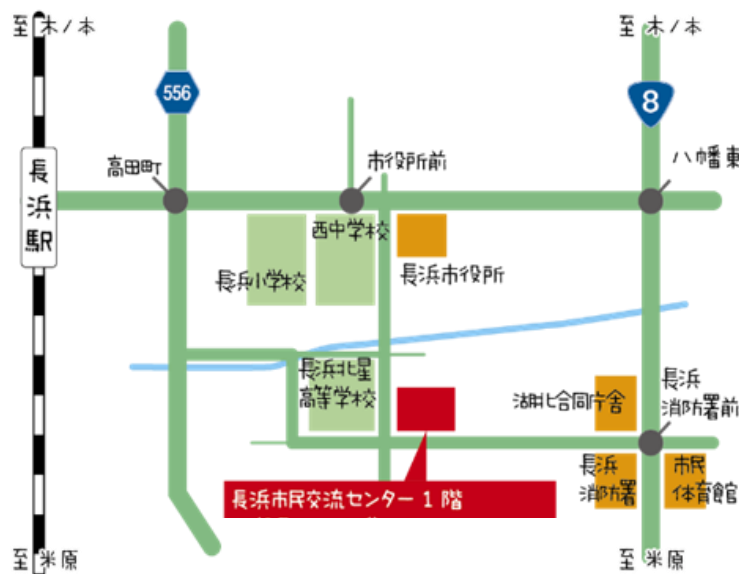 至 木ノ本
至 木ノ本
556
8
高田町
市役所前
八幡東
長浜駅
西中学校
長浜小学校
長浜市役所
長浜北星
高等学校
湖北合同庁舎
長浜
消防署前
長浜
消防署
市民
体育館
長浜市民交流センター 1 階
至 米原
至 米原